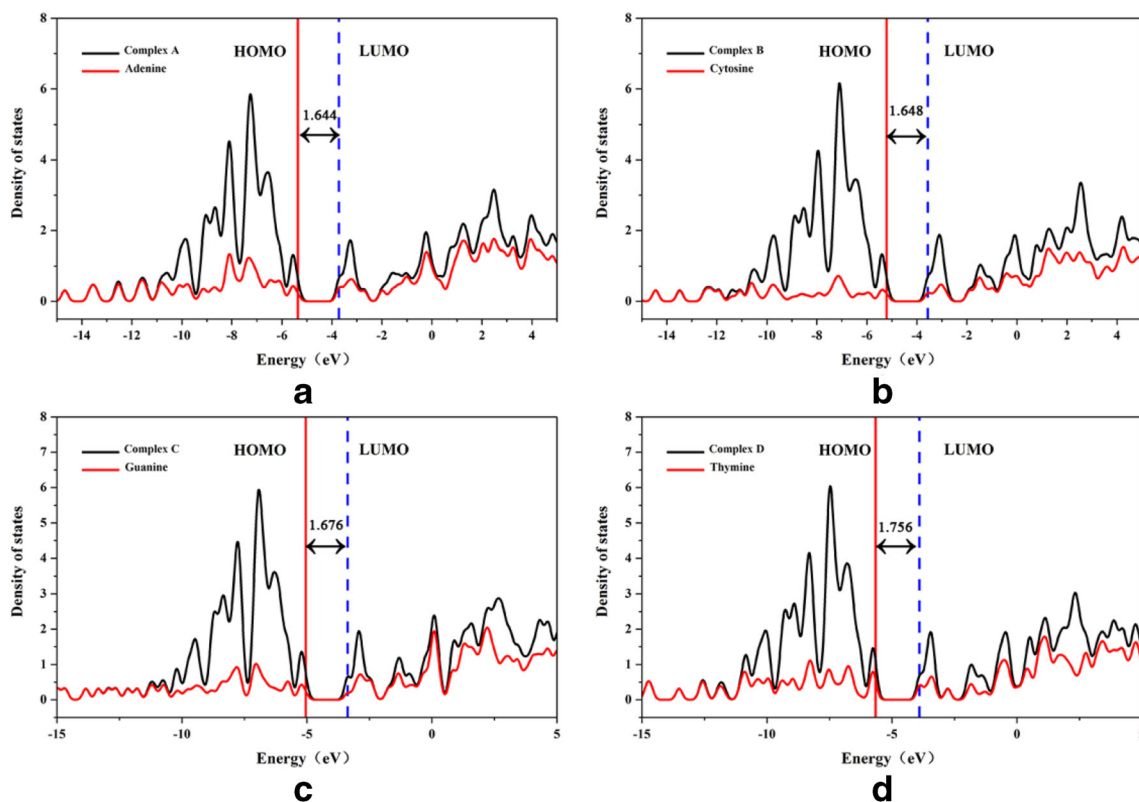 8
6
4
2
0
Density of states
Complex A
Adenine
HOMO
LUMO
1.644
-14 -12 -10 -8 -6 -4 -2 0 2 4
Energy（eV）
a
8
6
4
2
0
Density of states
Complex B
Cytosine
HOMO
LUMO
1.648
-14 -12 -10 -8 -6 -4 -2 0 2 4
Energy（eV）
b
8
7
6
5
4
3
2
1
0
Density of states
Complex C
Guanine
HOMO
LUMO
1.676
-15 -10 -5 0 5
Energy（eV）
c
8
7
6
5
4
3
2
1
0
Density of states
Complex D
Thymine
HOMO
LUMO
1.756
-15 -10 -5 0
Energy（eV）
d